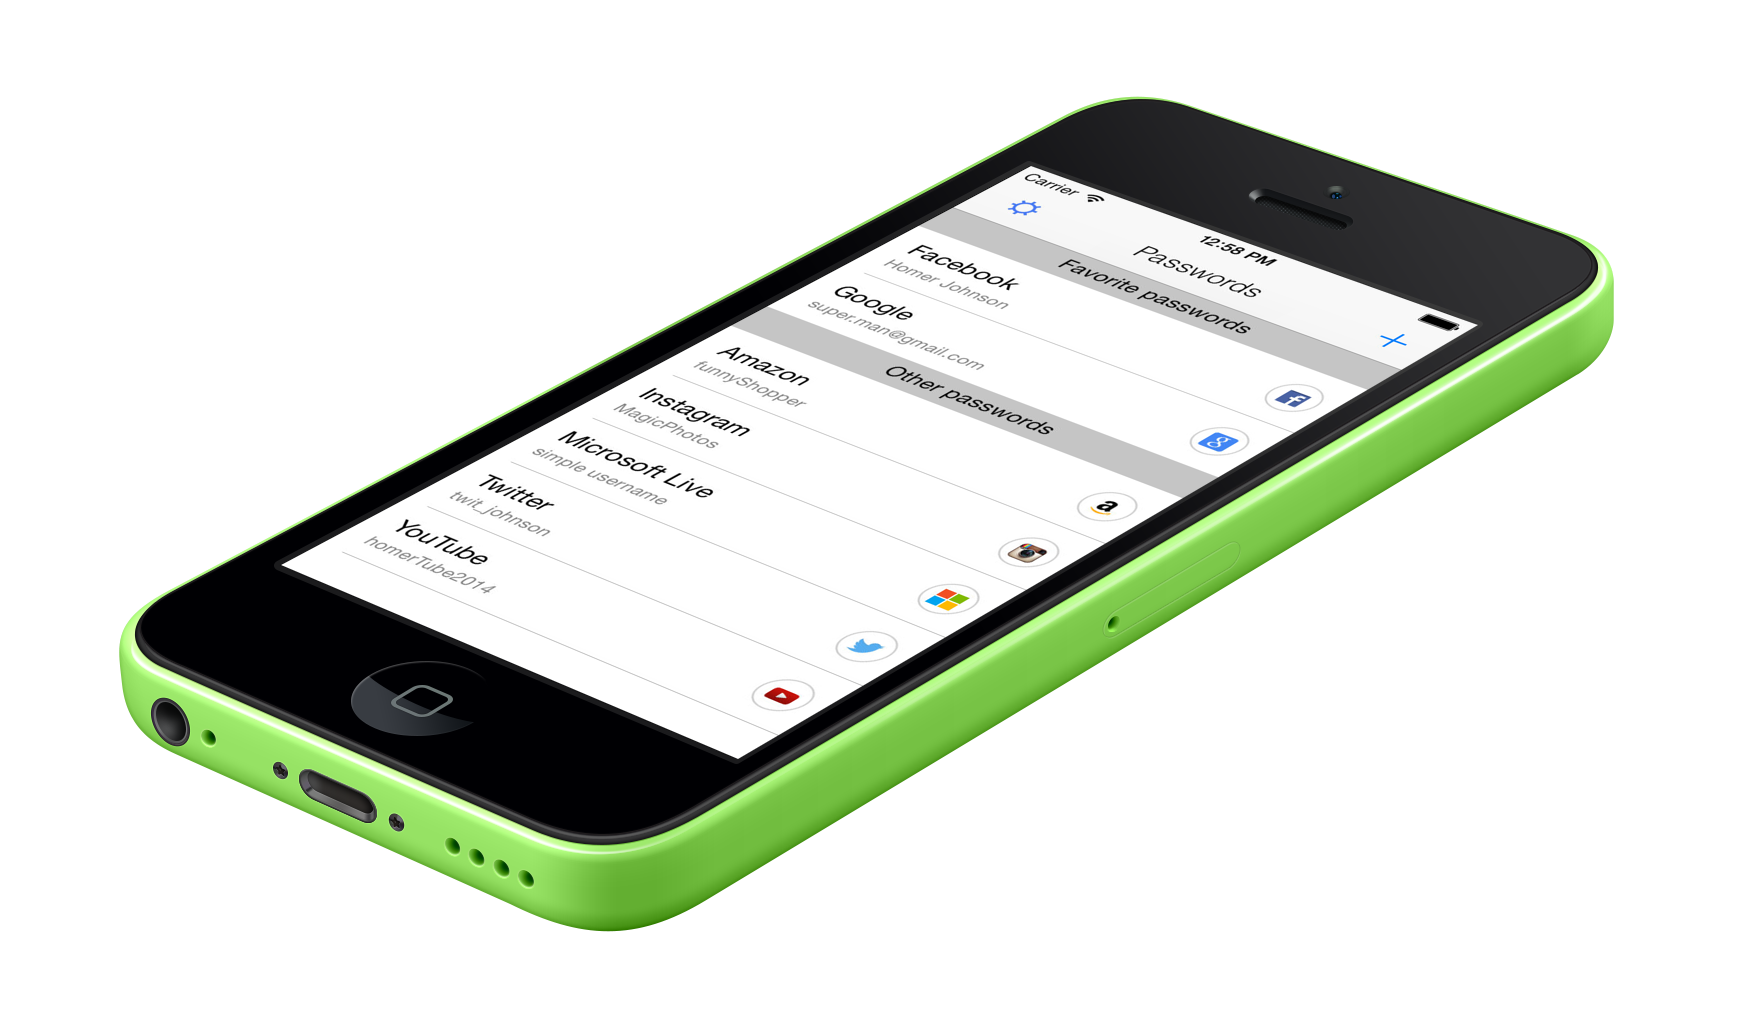 Carrier
12:58 PM
Passwords
Favorite passwords
Facebook
Homer Johnson
Google
super.man@gmail.com
Other passwords
Amazon
funnyShopper
Instagram
MagicPhotos
Microsoft Live
simple username
Twitter
twit_johnson
YouTube
homerTube2014